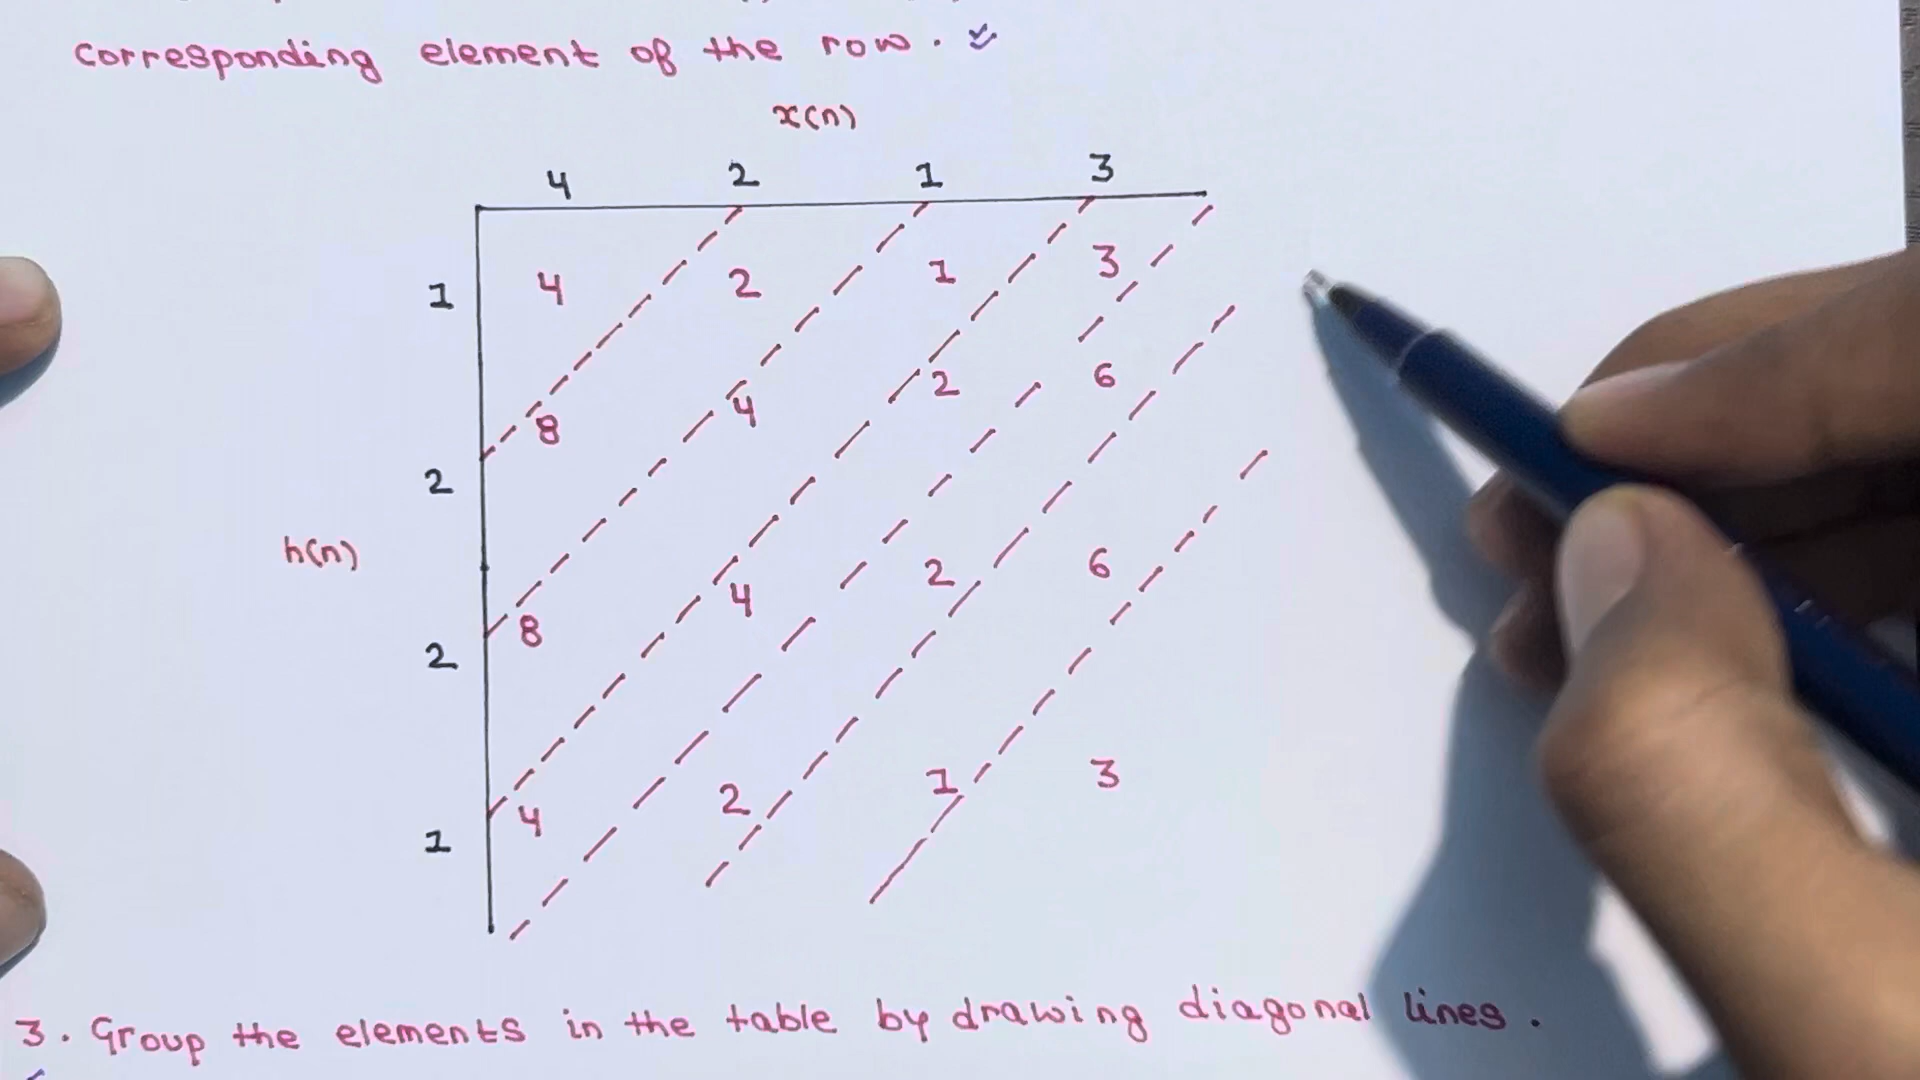 corresponding element of the row.
x(n)
4 2 1 3
1 4 2 1 3
2 8 4 2 6
h(n)
2 8 4 2 6
1 4 2 1 3
3. Group the elements in the table by drawing diagonal lines.